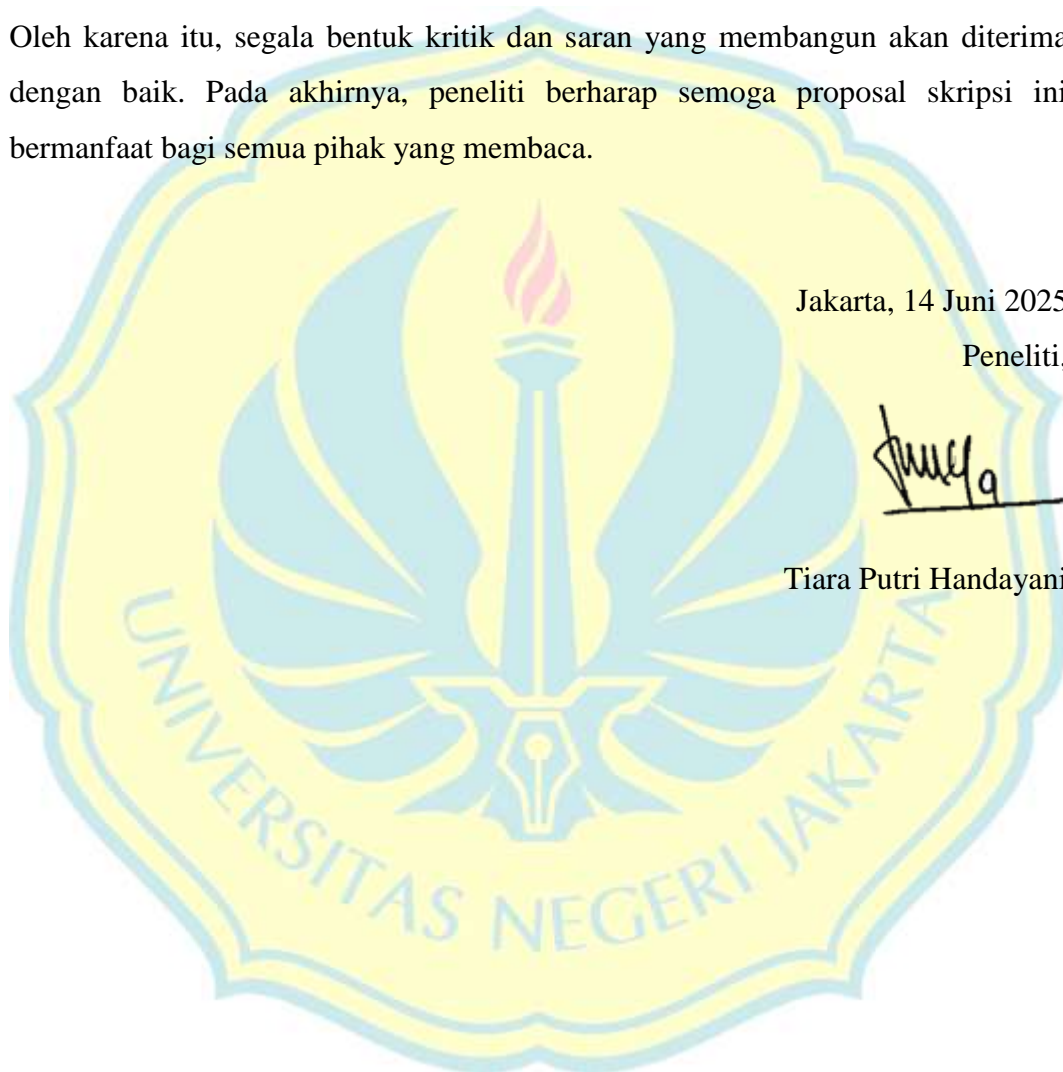 Oleh karena itu, segala bentuk kritik dan saran yang membangun akan diterima
dengan baik. Pada akhirnya, peneliti berharap semoga proposal skripsi ini
bermanfaat bagi semua pihak yang membaca.
Jakarta, 14 Juni 2025
Peneliti,
Tiara Putri Handayani
UNIVERSITAS NEGERI JAKARTA